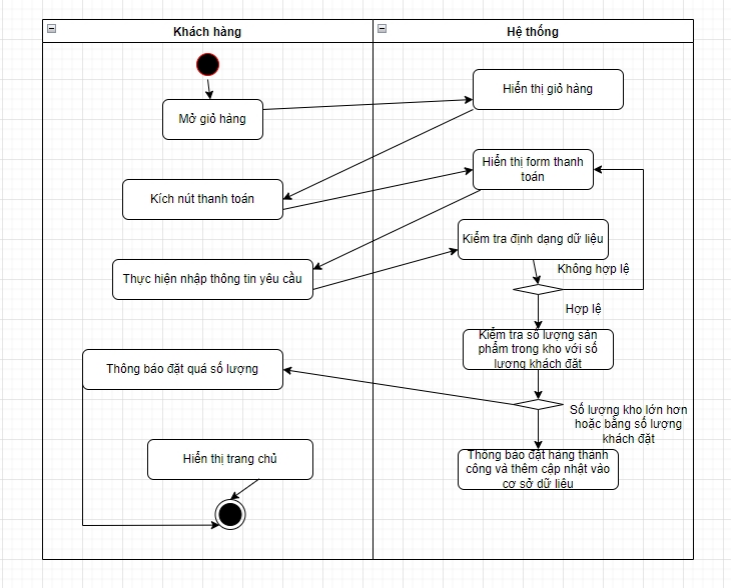 Khách hàng
Hệ thống
Mở giỏ hàng
Hiển thị giỏ hàng
Kích nút thanh toán
Hiển thị form thanh
toán
Thực hiện nhập thông tin yêu cầu
Kiểm tra định dạng dữ liệu
Không hợp lệ
Hợp lệ
Kiểm tra số lượng sản
phẩm trong kho với số
lượng khách đặt
Thông báo đặt quá số lượng
Số lượng kho lớn hơn
hoặc bằng số lượng
khách đặt
Hiển thị trang chủ
Thông báo đặt hàng thành
công và thêm cập nhật vào
cơ sở dữ liệu